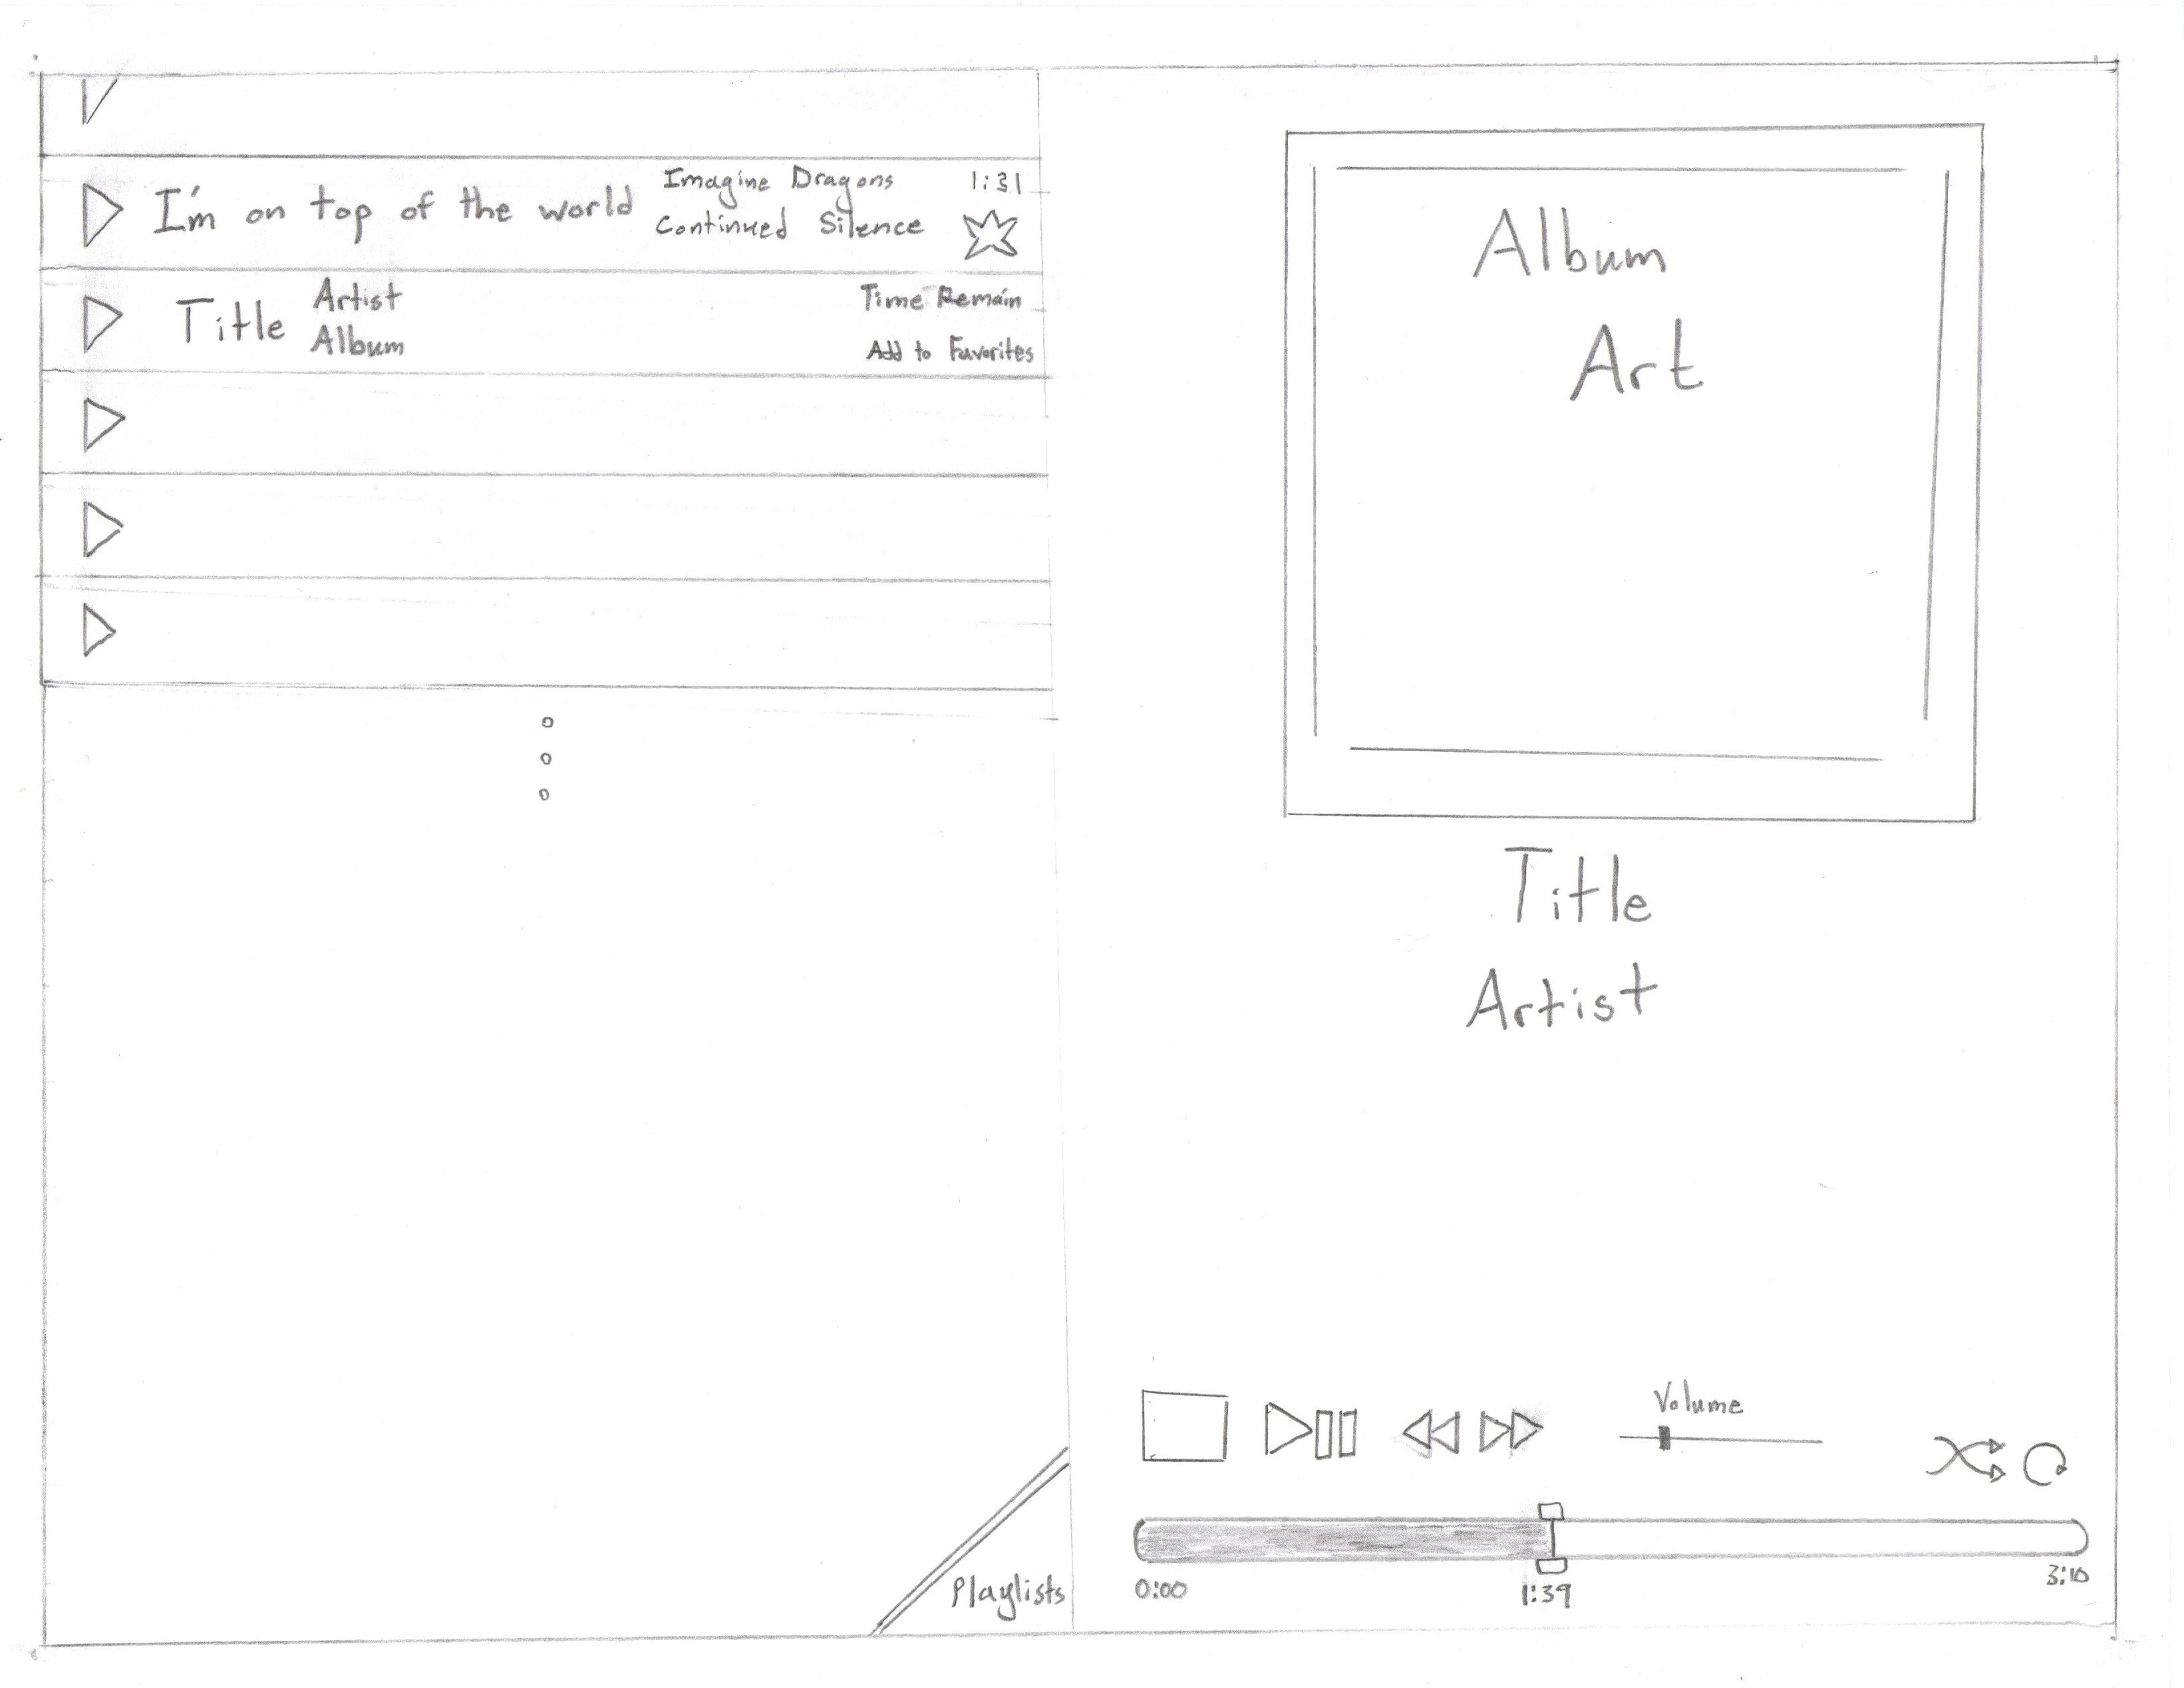 I'm on top of the world
Imagine Dragons
Continued Silence
1:31
Title
Artist
Album
Time Remain
Add to Favorites
Album
Art
Title
Artist
Volume
0:00
1:39
3:10
Playlists